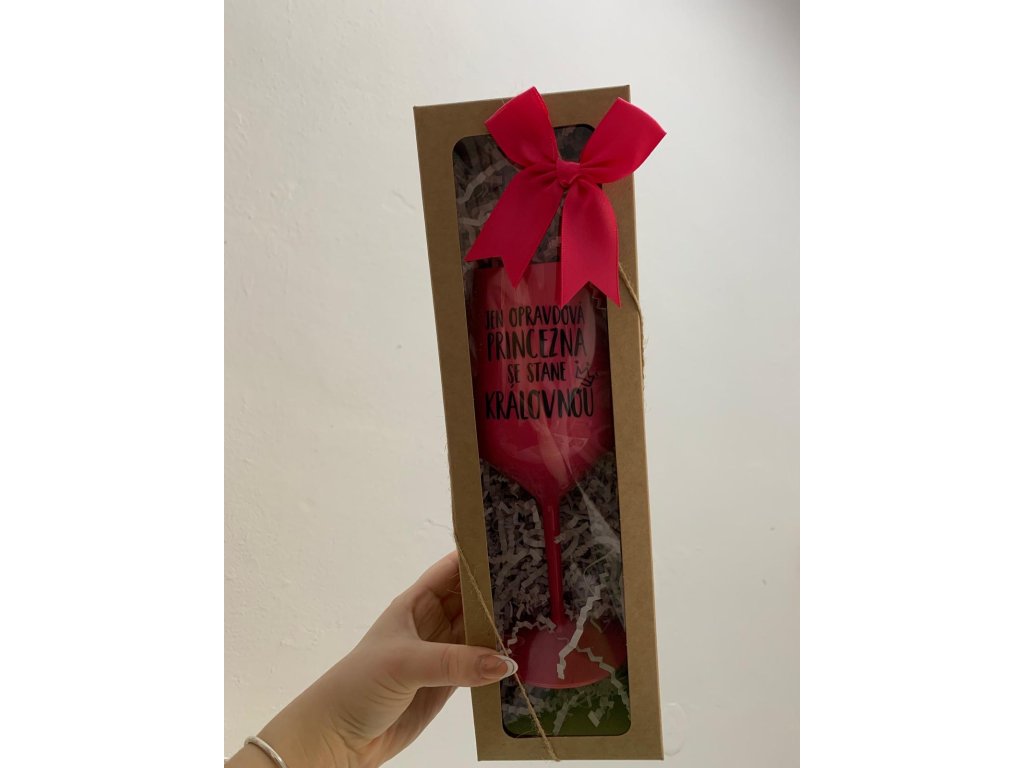 JEN OPRAVDOVÁ
PRINCEZNA
SE STANE
KRÁLOVNOU